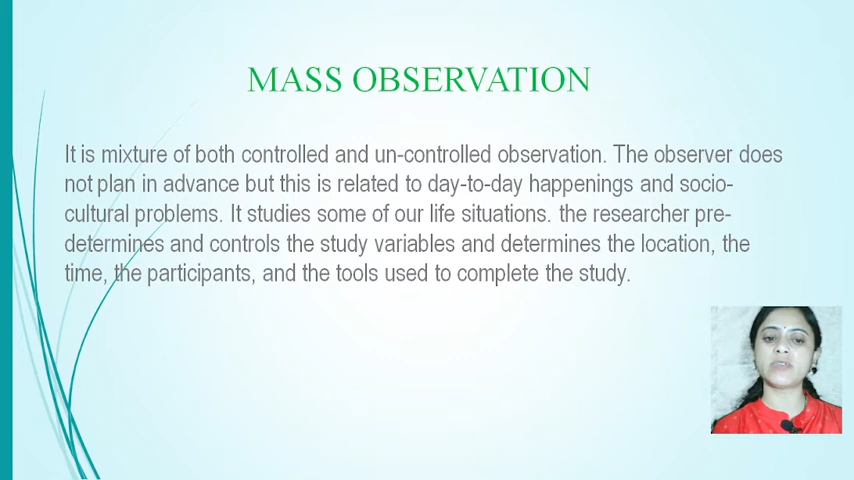 MASS OBSERVATION
It is mixture of both controlled and un-controlled observation. The observer does
not plan in advance but this is related to day-to-day happenings and socio-
cultural problems. It studies some of our life situations. the researcher pre-
determines and controls the study variables and determines the location, the
time, the participants, and the tools used to complete the study.